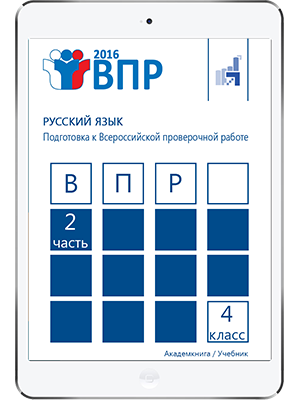 2016
ВПР
РУССКИЙ ЯЗЫК
Подготовка к Всероссийской проверочной работе
В П Р
2
часть
4
класс
Академкнига / Учебник